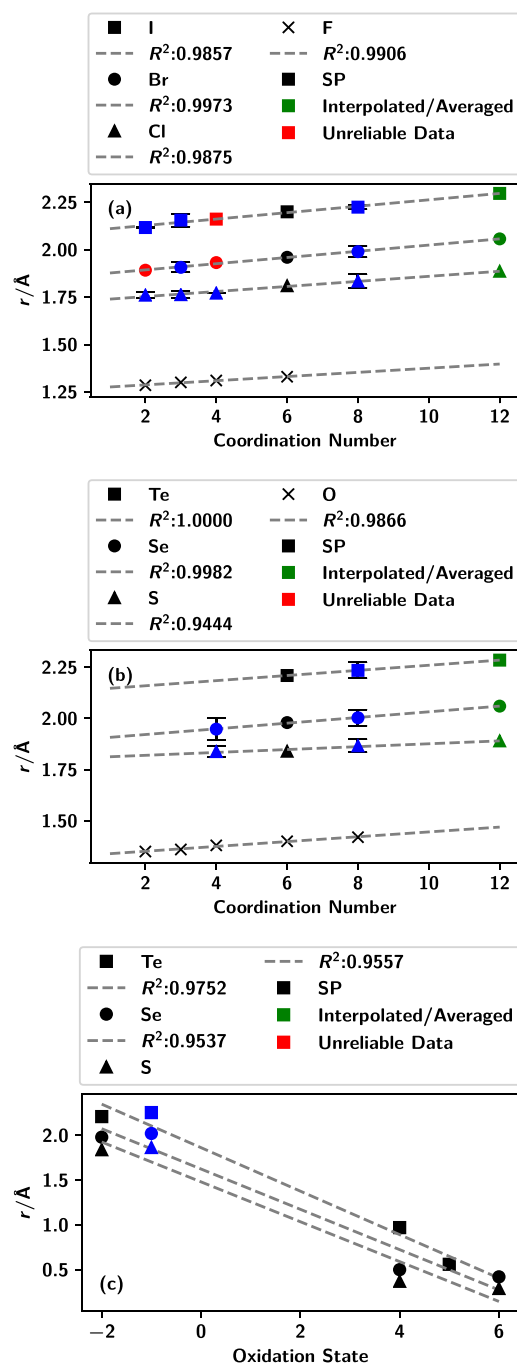 I F
R²:0.9857 R²:0.9906
Br SP
R²:0.9973 Interpolated/Averaged
Cl Unreliable Data
R²:0.9875
(a)
2.25
2.00
1.75
1.50
1.25
r/Å
2 4 6 8 10 12
Coordination Number
Te O
R²:1.0000 R²:0.9866
Se SP
R²:0.9982 Interpolated/Averaged
S Unreliable Data
R²:0.9444
(b)
2.25
2.00
1.75
1.50
r/Å
2 4 6 8 10 12
Coordination Number
Te R²:0.9557
R²:0.9752 SP
Se Interpolated/Averaged
R²:0.9537 Unreliable Data
S
2.0
1.5
1.0
0.5
r/Å
(c)
−2 0 2 4 6
Oxidation State